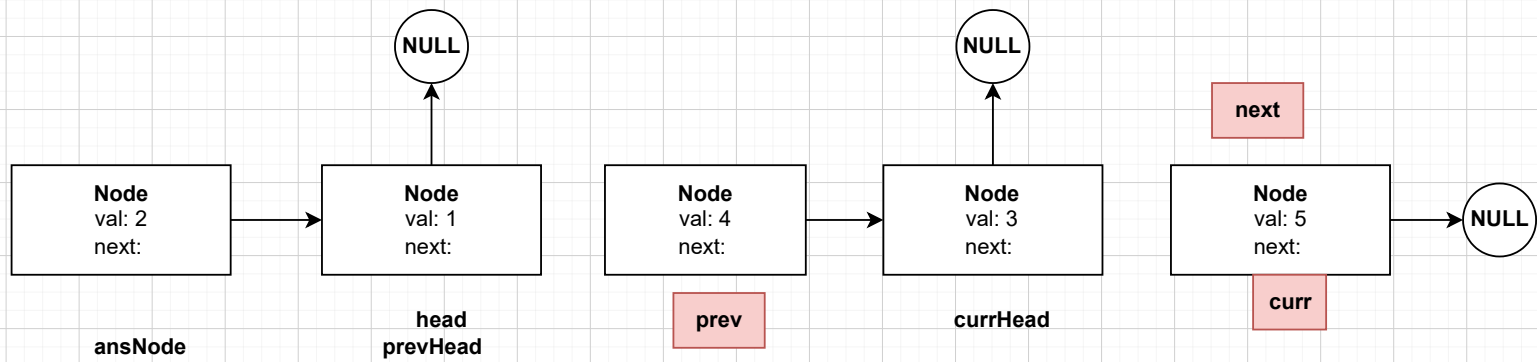 NULL
NULL
next
Node
val: 2
next:
Node
val: 1
next:
Node
val: 4
next:
Node
val: 3
next:
Node
val: 5
next:
NULL
prev
curr
head
prevHead
currHead
ansNode